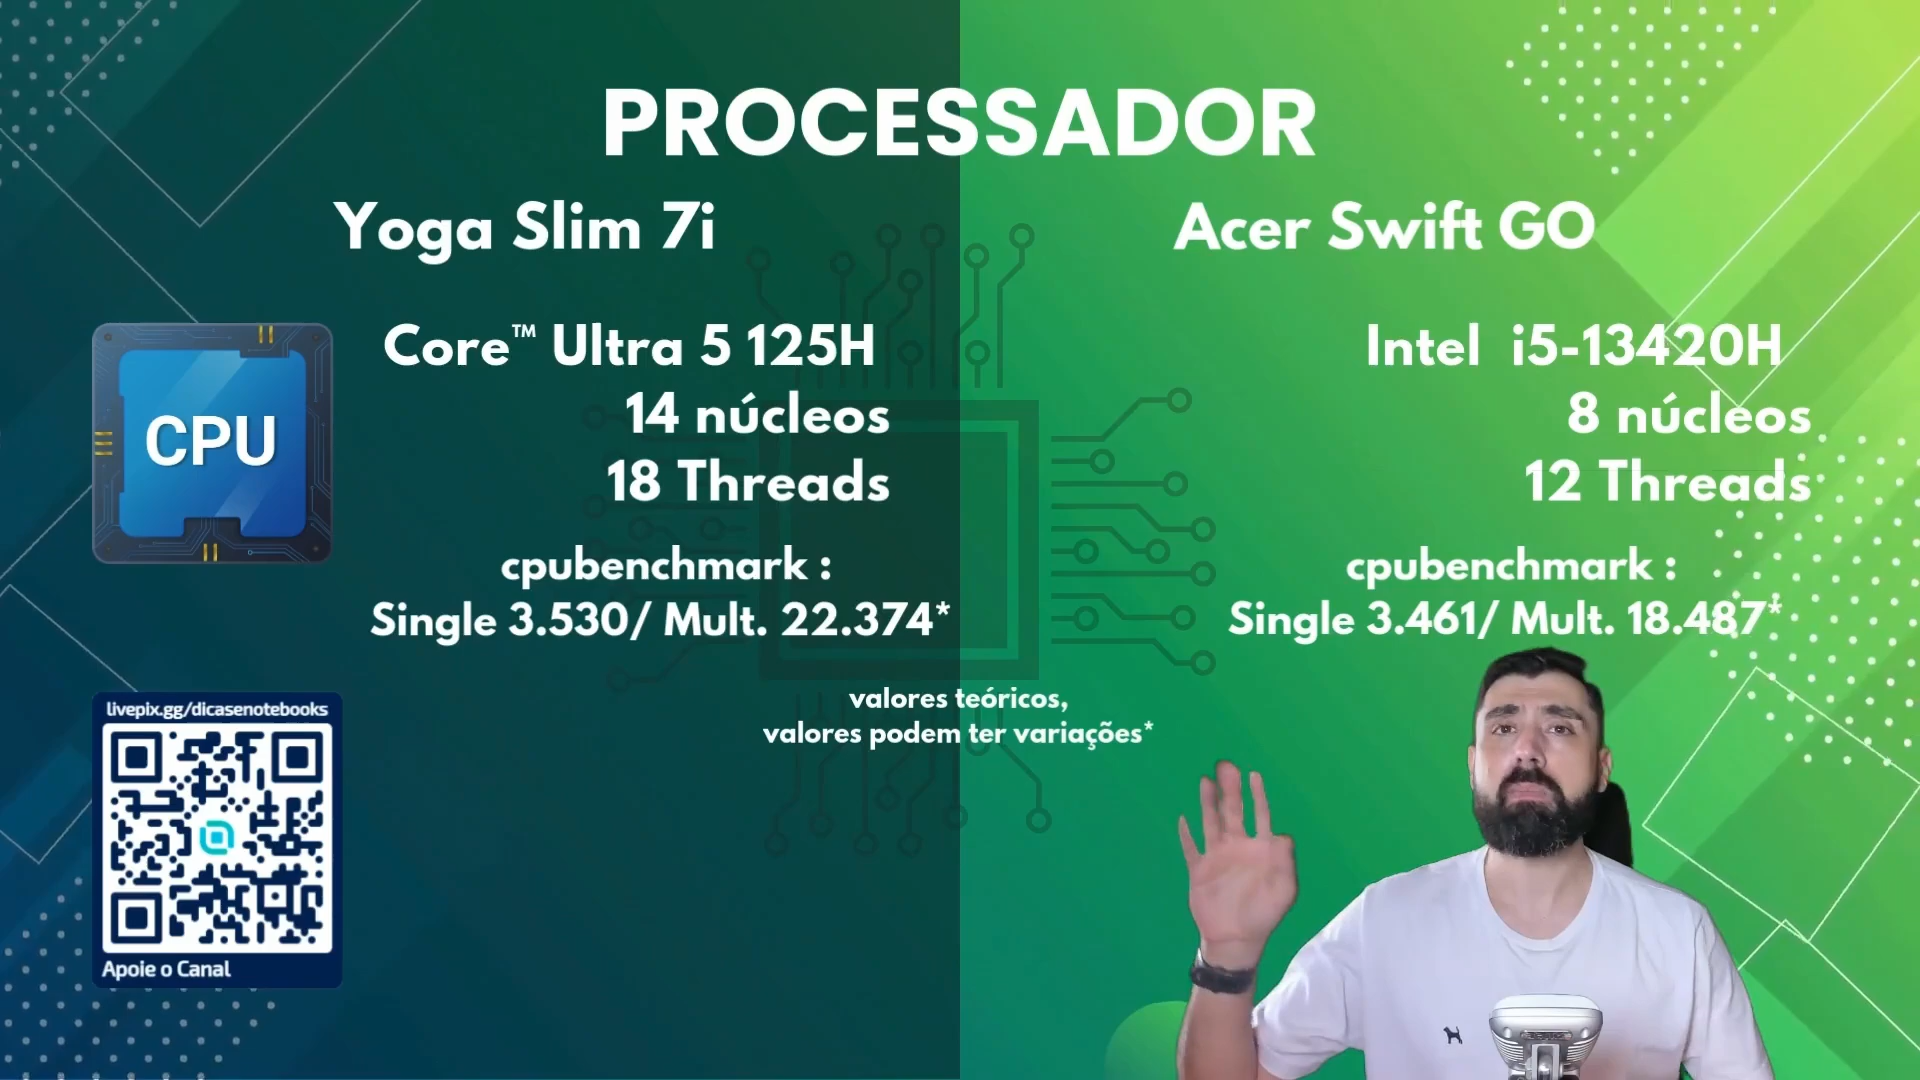 PROCESSADOR
Yoga Slim 7i
Core™ Ultra 5 125H
14 núcleos
18 Threads
cpubenchmark :
Single 3.530/ Mult. 22.374*
Acer Swift GO
Intel i5-13420H
8 núcleos
12 Threads
cpubenchmark :
Single 3.461/ Mult. 18.487*
CPU
valores teóricos,
valores podem ter variações*
livepix.gg/dicasenotebooks
Apoie o Canal